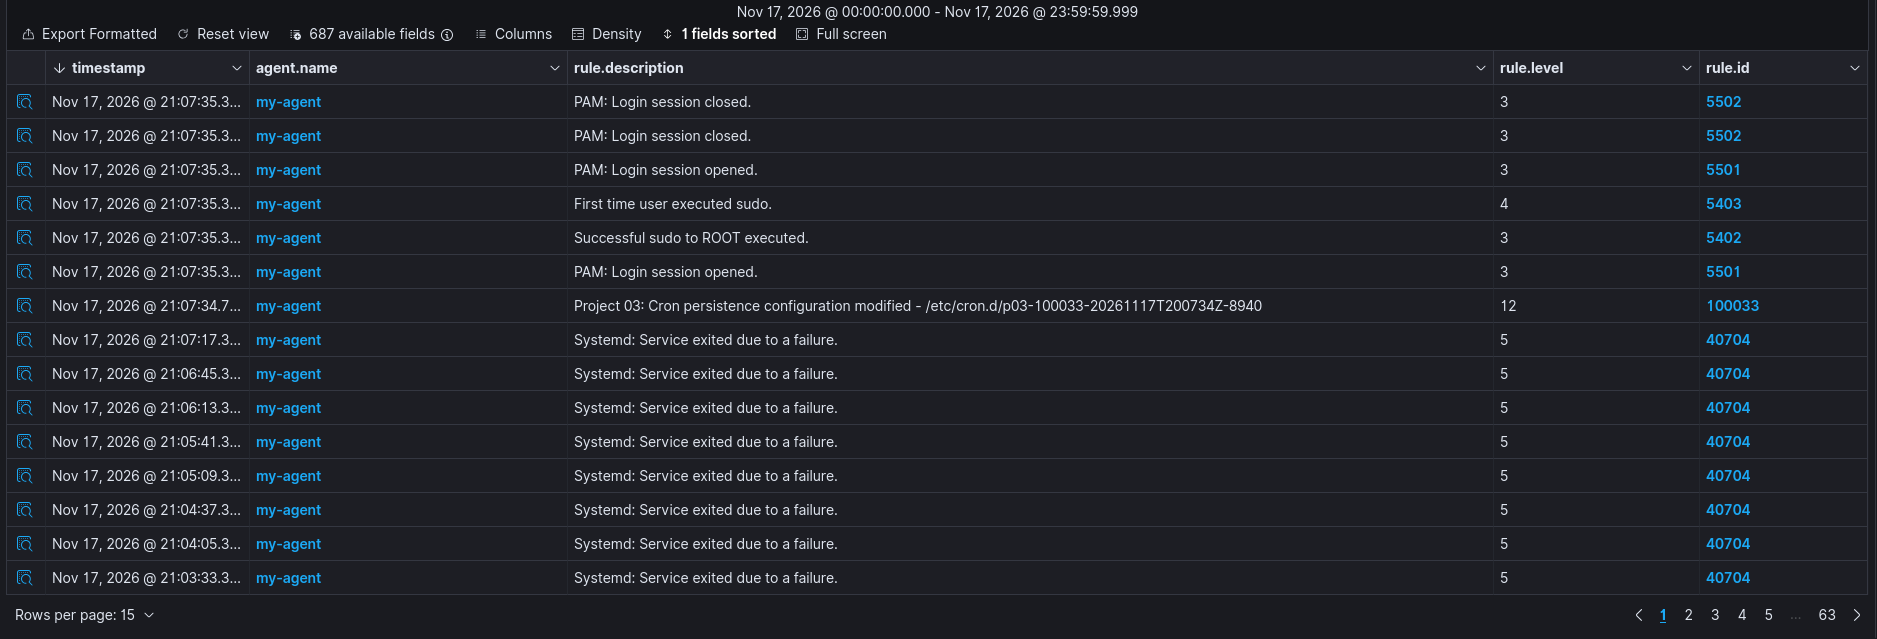 Nov 17, 2026 @ 00:00:00.000 - Nov 17, 2026 @ 23:59:59.999
Export Formatted Reset view 687 available fields Columns Density 1 fields sorted Full screen
timestamp agent.name rule.description rule.level rule.id
Nov 17, 2026 @ 21:07:35.3... my-agent PAM: Login session closed. 3 5502
Nov 17, 2026 @ 21:07:35.3... my-agent PAM: Login session closed. 3 5502
Nov 17, 2026 @ 21:07:35.3... my-agent PAM: Login session opened. 3 5501
Nov 17, 2026 @ 21:07:35.3... my-agent First time user executed sudo. 4 5403
Nov 17, 2026 @ 21:07:35.3... my-agent Successful sudo to ROOT executed. 3 5402
Nov 17, 2026 @ 21:07:35.3... my-agent PAM: Login session opened. 3 5501
Nov 17, 2026 @ 21:07:34.7... my-agent Project 03: Cron persistence configuration modified - /etc/cron.d/p03-100033-20261117T200734Z-8940 12 100033
Nov 17, 2026 @ 21:07:17.3... my-agent Systemd: Service exited due to a failure. 5 40704
Nov 17, 2026 @ 21:06:45.3... my-agent Systemd: Service exited due to a failure. 5 40704
Nov 17, 2026 @ 21:06:13.3... my-agent Systemd: Service exited due to a failure. 5 40704
Nov 17, 2026 @ 21:05:41.3... my-agent Systemd: Service exited due to a failure. 5 40704
Nov 17, 2026 @ 21:05:09.3... my-agent Systemd: Service exited due to a failure. 5 40704
Nov 17, 2026 @ 21:04:37.3... my-agent Systemd: Service exited due to a failure. 5 40704
Nov 17, 2026 @ 21:04:05.3... my-agent Systemd: Service exited due to a failure. 5 40704
Nov 17, 2026 @ 21:03:33.3... my-agent Systemd: Service exited due to a failure. 5 40704
Rows per page: 15 1 2 3 4 5 ... 63